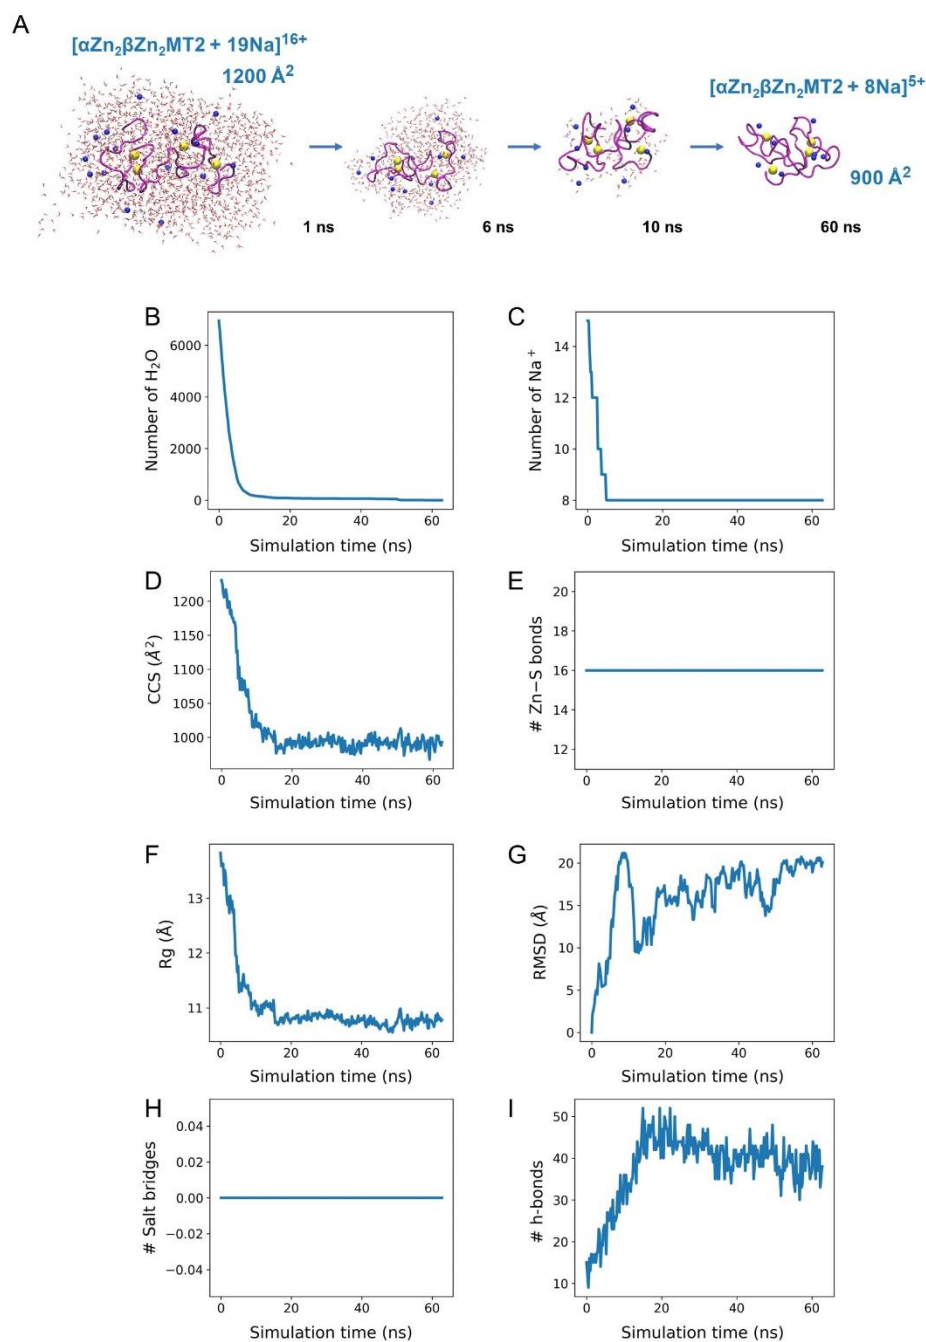 A
[αZn₂βZn₂MT2 + 19Na]¹⁶⁺
1200 Å²
[αZn₂βZn₂MT2 + 8Na]⁵⁺
900 Å²
1 ns
6 ns
10 ns
60 ns
B
Number of H₂O
6000
4000
2000
0
0
20
40
60
Simulation time (ns)
C
Number of Na⁺
14
12
10
8
0
20
40
60
Simulation time (ns)
D
CCS (Å²)
1200
1150
1100
1050
1000
0
20
40
60
Simulation time (ns)
E
# Zn−S bonds
20
18
16
14
12
0
20
40
60
Simulation time (ns)
F
Rg (Å)
13
12
11
0
20
40
60
Simulation time (ns)
G
RMSD (Å)
20
15
10
5
0
0
20
40
60
Simulation time (ns)
H
# Salt bridges
0.04
0.02
0.00
−0.02
−0.04
0
20
40
60
Simulation time (ns)
I
# h-bonds
50
40
30
20
10
0
20
40
60
Simulation time (ns)